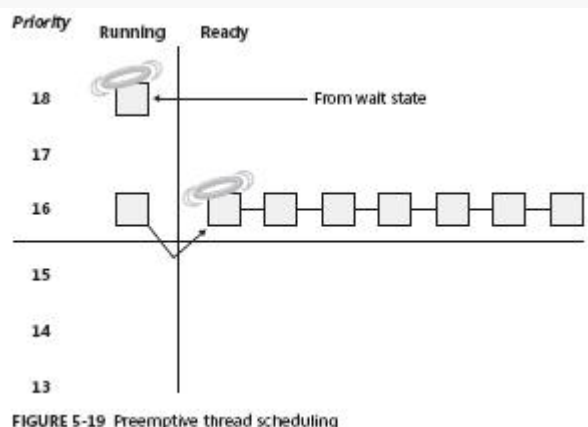 Priority
Running Ready
18
From wait state
17
16
15
14
13
FIGURE 5-19 Preemptive thread scheduling